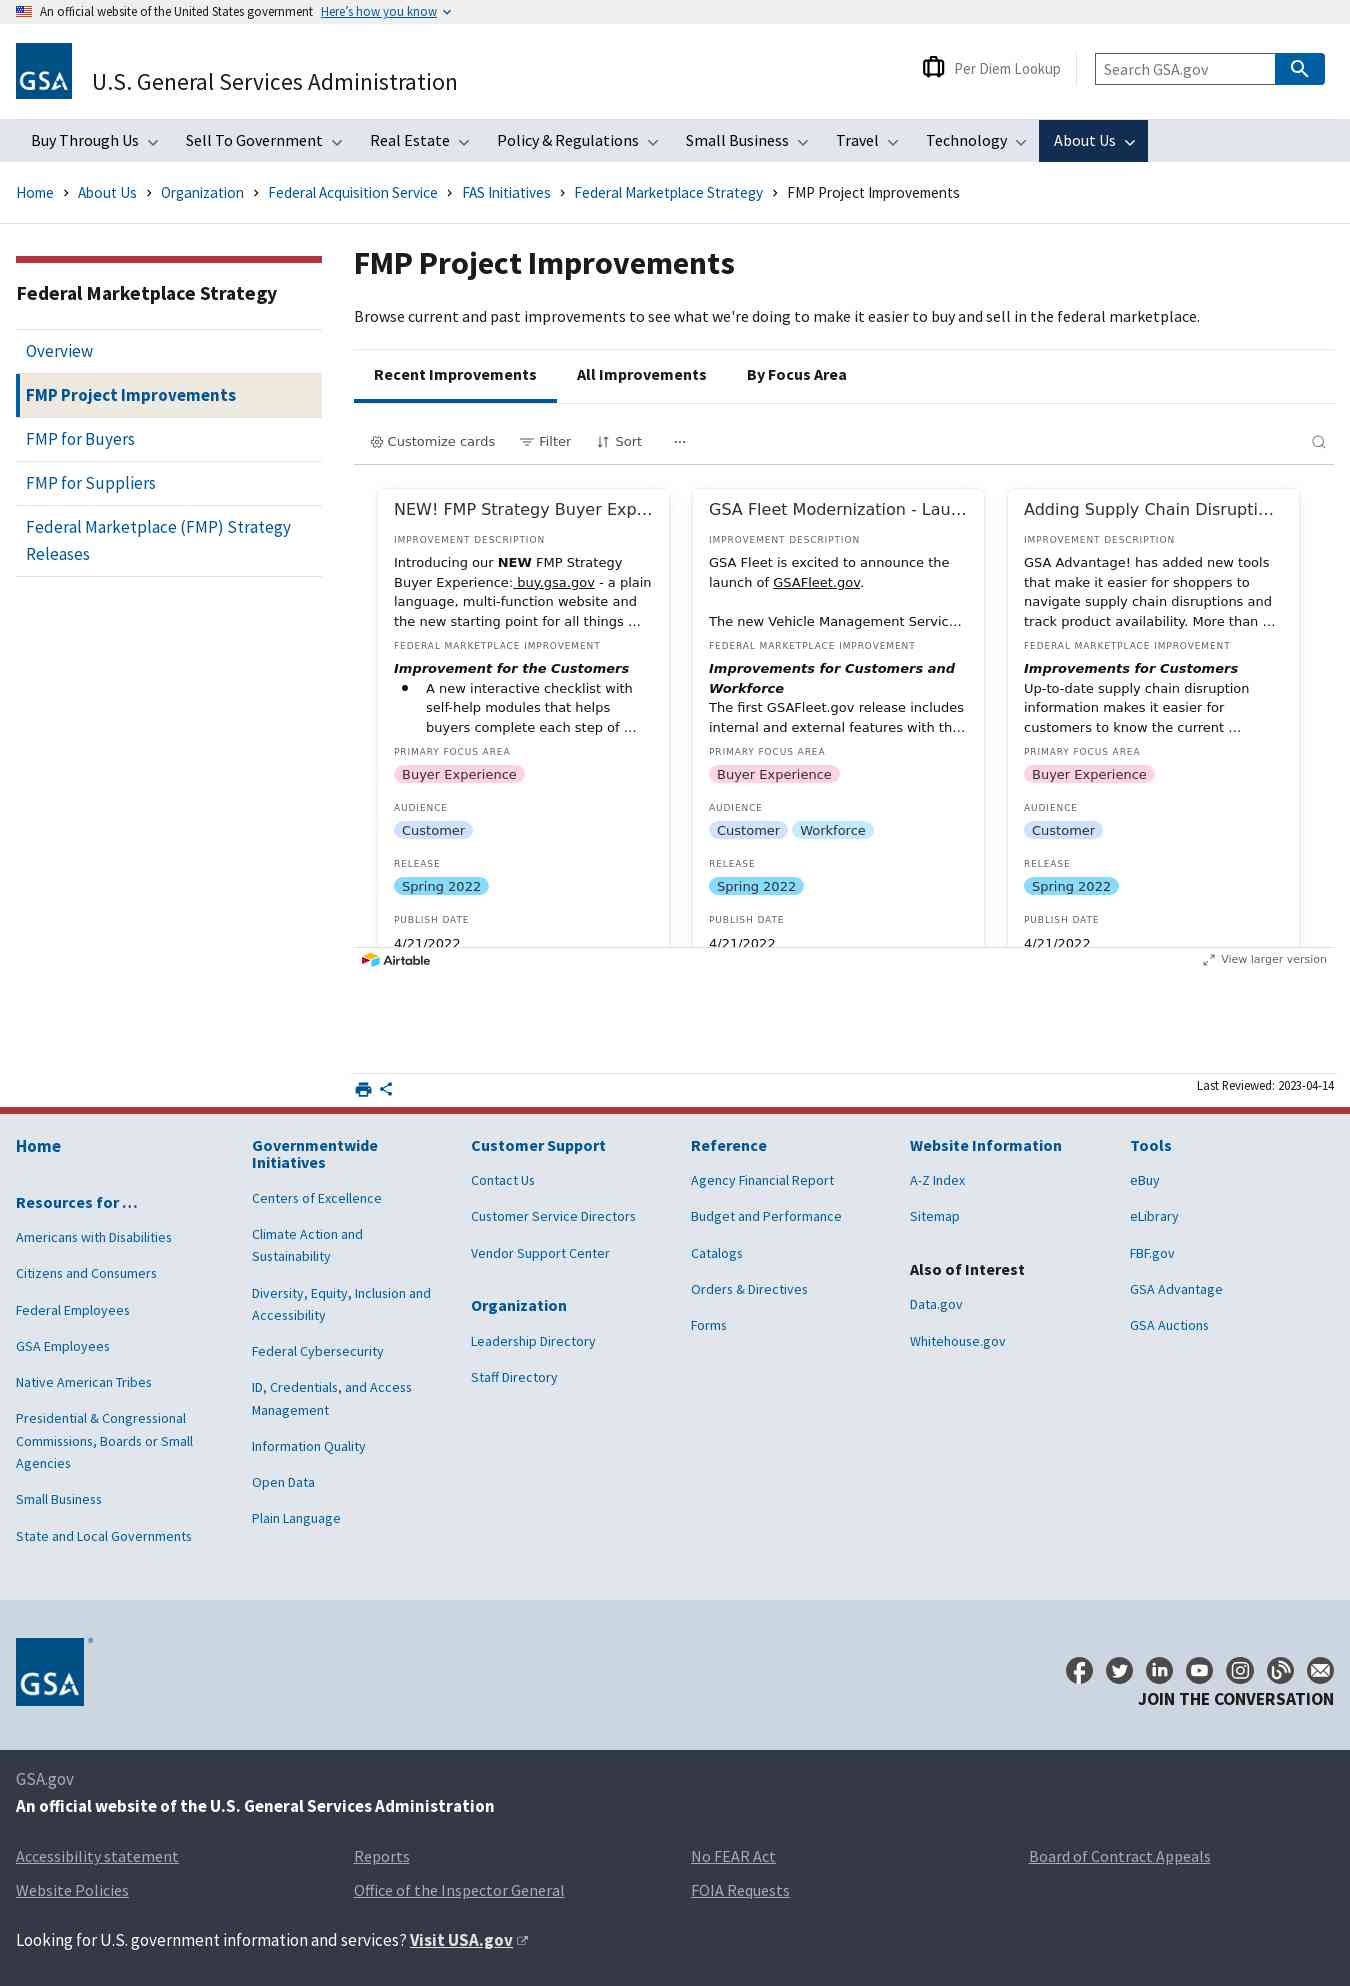 An official website of the United States government Here's how you know
GSA
U.S. General Services Administration
Per Diem Lookup
Search GSA.gov
Buy Through Us Sell To Government Real Estate Policy & Regulations Small Business Travel Technology About Us
Home › About Us › Organization › Federal Acquisition Service › FAS Initiatives › Federal Marketplace Strategy › FMP Project Improvements
Federal Marketplace Strategy
Overview
FMP Project Improvements
FMP for Buyers
FMP for Suppliers
Federal Marketplace (FMP) Strategy
Releases
FMP Project Improvements
Browse current and past improvements to see what we're doing to make it easier to buy and sell in the federal marketplace.
Recent Improvements All Improvements By Focus Area
Customize cards Filter Sort ...
NEW! FMP Strategy Buyer Exp...
IMPROVEMENT DESCRIPTION
Introducing our NEW FMP Strategy
Buyer Experience: buy.gsa.gov - a plain
language, multi-function website and
the new starting point for all things ...
FEDERAL MARKETPLACE IMPROVEMENT
Improvement for the Customers
• A new interactive checklist with
self-help modules that helps
buyers complete each step of ...
PRIMARY FOCUS AREA
Buyer Experience
AUDIENCE
Customer
RELEASE
Spring 2022
PUBLISH DATE
4/21/2022
GSA Fleet Modernization - Lau...
IMPROVEMENT DESCRIPTION
GSA Fleet is excited to announce the
launch of GSAFleet.gov.
The new Vehicle Management Servic...
FEDERAL MARKETPLACE IMPROVEMENT
Improvements for Customers and
Workforce
The first GSAFleet.gov release includes
internal and external features with th...
PRIMARY FOCUS AREA
Buyer Experience
AUDIENCE
Customer Workforce
RELEASE
Spring 2022
PUBLISH DATE
4/21/2022
Adding Supply Chain Disrupti...
IMPROVEMENT DESCRIPTION
GSA Advantage! has added new tools
that make it easier for shoppers to
navigate supply chain disruptions and
track product availability. More than ...
FEDERAL MARKETPLACE IMPROVEMENT
Improvements for Customers
Up-to-date supply chain disruption
information makes it easier for
customers to know the current ...
PRIMARY FOCUS AREA
Buyer Experience
AUDIENCE
Customer
RELEASE
Spring 2022
PUBLISH DATE
4/21/2022
Airtable
View larger version
Last Reviewed: 2023-04-14
Home
Resources for …
Americans with Disabilities
Citizens and Consumers
Federal Employees
GSA Employees
Native American Tribes
Presidential & Congressional
Commissions, Boards or Small
Agencies
Small Business
State and Local Governments
Governmentwide
Initiatives
Centers of Excellence
Climate Action and
Sustainability
Diversity, Equity, Inclusion and
Accessibility
Federal Cybersecurity
ID, Credentials, and Access
Management
Information Quality
Open Data
Plain Language
Customer Support
Contact Us
Customer Service Directors
Vendor Support Center
Organization
Leadership Directory
Staff Directory
Reference
Agency Financial Report
Budget and Performance
Catalogs
Orders & Directives
Forms
Website Information
A-Z Index
Sitemap
Also of Interest
Data.gov
Whitehouse.gov
Tools
eBuy
eLibrary
FBF.gov
GSA Advantage
GSA Auctions
GSA
JOIN THE CONVERSATION
GSA.gov
An official website of the U.S. General Services Administration
Accessibility statement Reports No FEAR Act Board of Contract Appeals
Website Policies Office of the Inspector General FOIA Requests
Looking for U.S. government information and services? Visit USA.gov